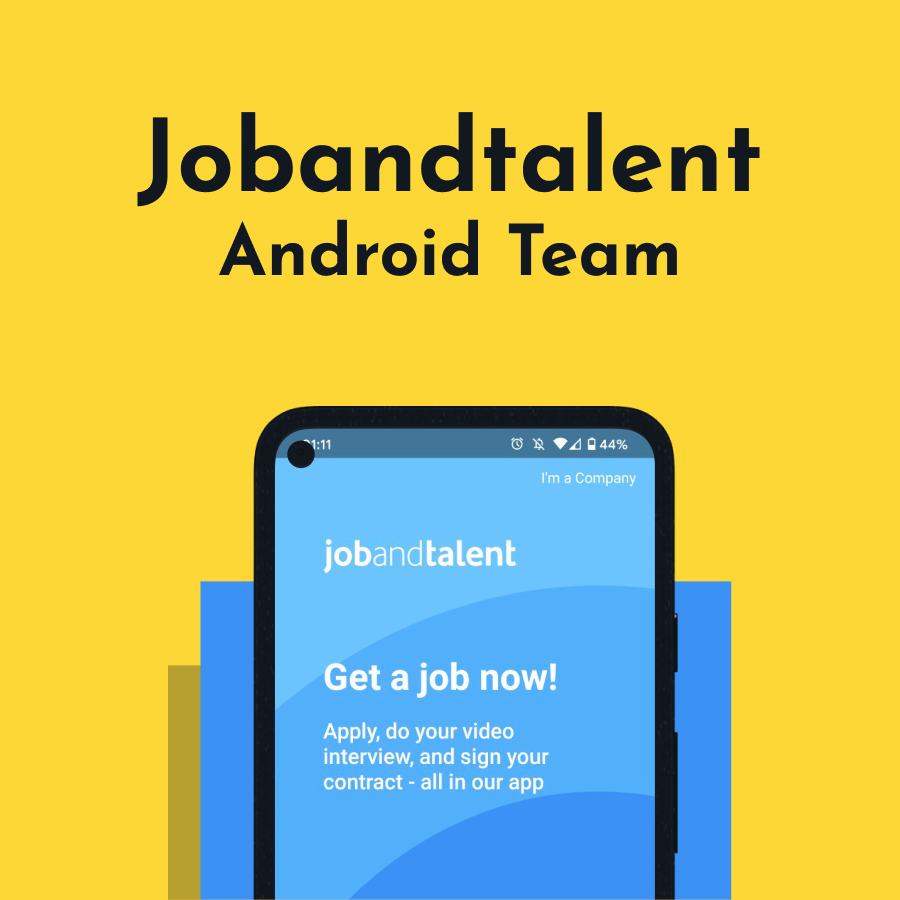 Jobandtalent
Android Team
1:11
44%
I'm a Company
jobandtalent
Get a job now!
Apply, do your video
interview, and sign your
contract - all in our app